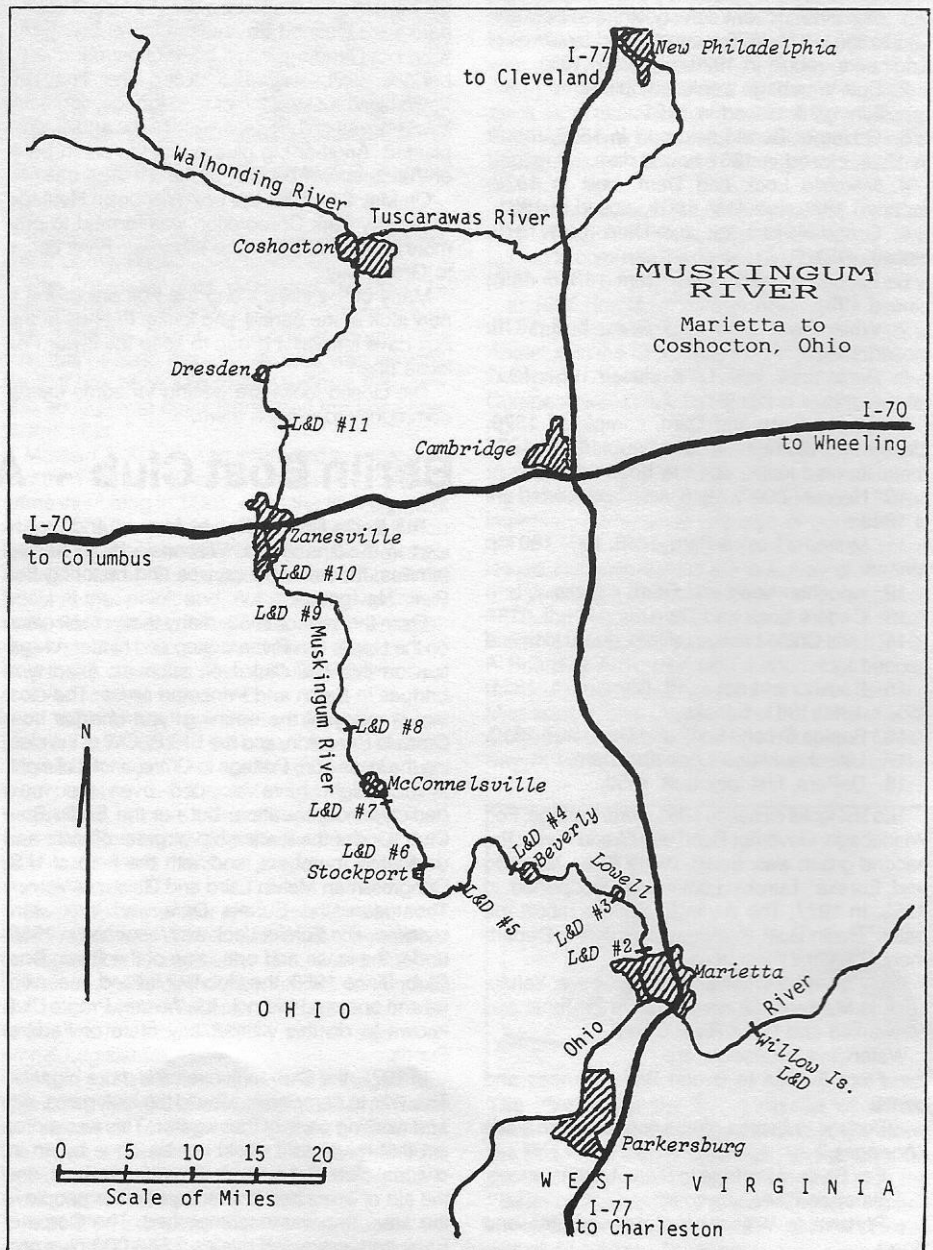 I-77
to Cleveland
New Philadelphia
Walhonding River
Tuscarawas River
Coshocton
MUSKINGUM
RIVER
Marietta to
Coshocton, Ohio
Dresden
L&D #11
I-70
to Wheeling
Cambridge
I-70
to Columbus
Zanesville
L&D #10
L&D #9
Muskingum River
L&D #8
N
McConnelsville
L&D #7
L&D #6
Stockport
L&D #5
L&D #4
Beverly
Lowell
L&D #3
L&D #2
Marietta
OHIO
Ohio River
Willow Is.
L&D
Parkersburg
0 5 10 15 20
Scale of Miles
WEST VIRGINIA
I-77
to Charleston